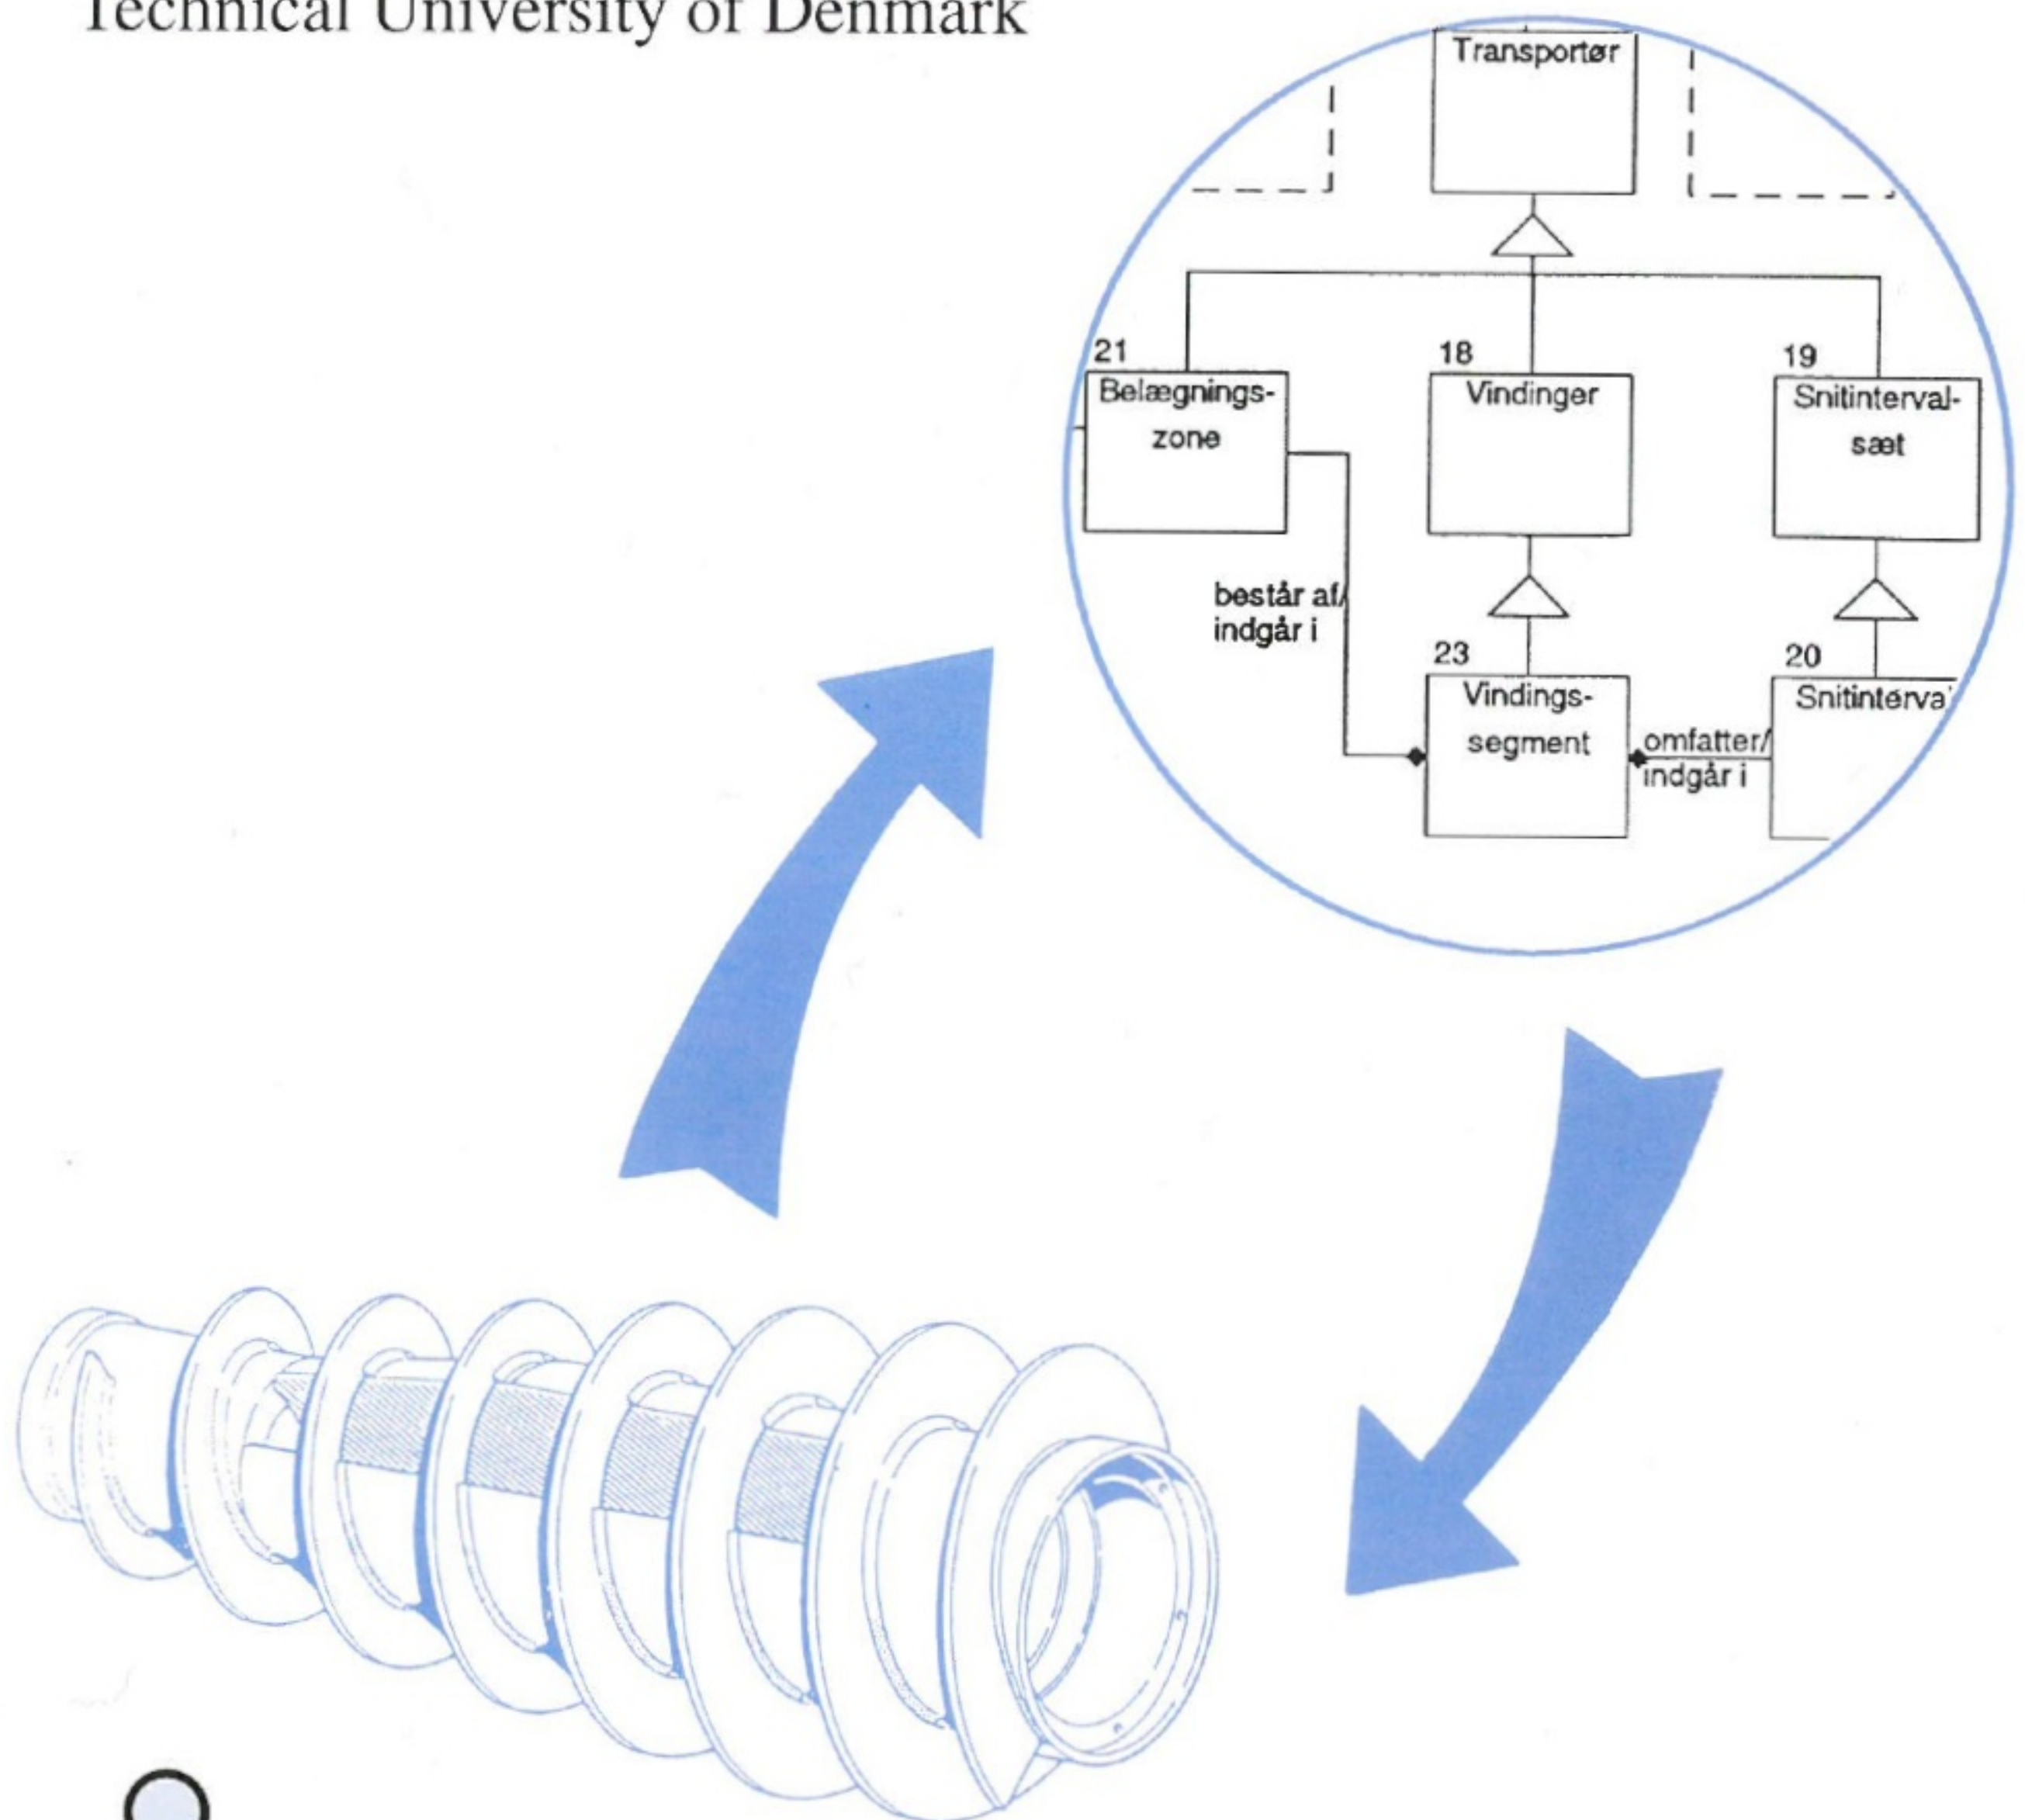 Technical University of Denmark
Transportør
21
Belægnings-
zone
18
Vindinger
19
Snitinterval-
sæt
består af/
indgår i
23
Vindings-
segment
omfatter/
indgår i
20
Snitinterval